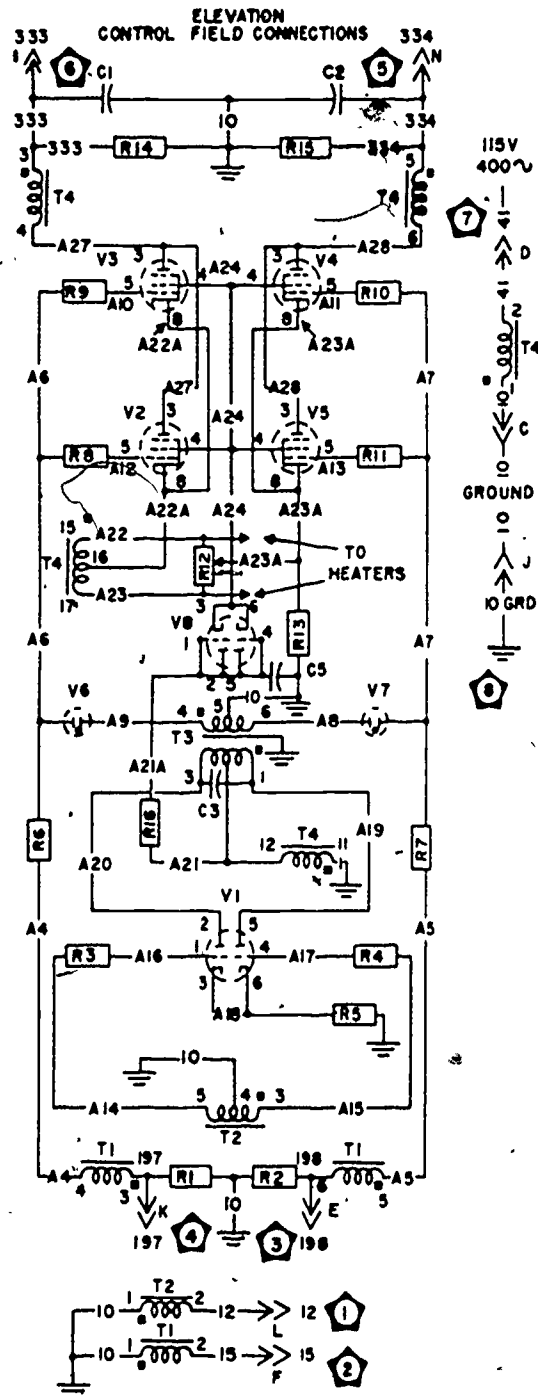 ELEVATION
CONTROL FIELD CONNECTIONS
333 334
1 6 C1 C2 5 N
333 10 334
3 333 R14 R15 334 5
115V
400~
T4 T4
7
4 6
41
D
A27 A28
V3 3 A24 3 V4
4 4
R9 5 5 R10
A10 A11
8 8
A22A A23A
41
2
T4
1
10
C
A6 A7
A27 A28
V2 3 A24 3 V5
R8 5 4 4 5 R11
A12 A13
8 8
A22A A24 A23A
10
GROUND
10
J
10 GRD
8
15 A22
TO
T4 16 R12 A23A
HEATERS
17 A23
3 6
V8 R13
1 4
A6 A7
J 2 5 C5
10
V6 V7
A9 4 5 6 A8
T3
A21A 3 1
C3
R16 A19
R6 A20 A21 12 T4 11 R7
V1
A4 2 5 A5
R3 A16 1 4 A17 R4
3 6
A18 R5
10
A14 5 4 3 A15
T2
T1 197 198 T1
A4 R1 R2 A5
4 3 10 6 5
K E
197 4 3 198
T2
10 1 2 12 12 1
L
T1
10 1 2 15 15 2
F